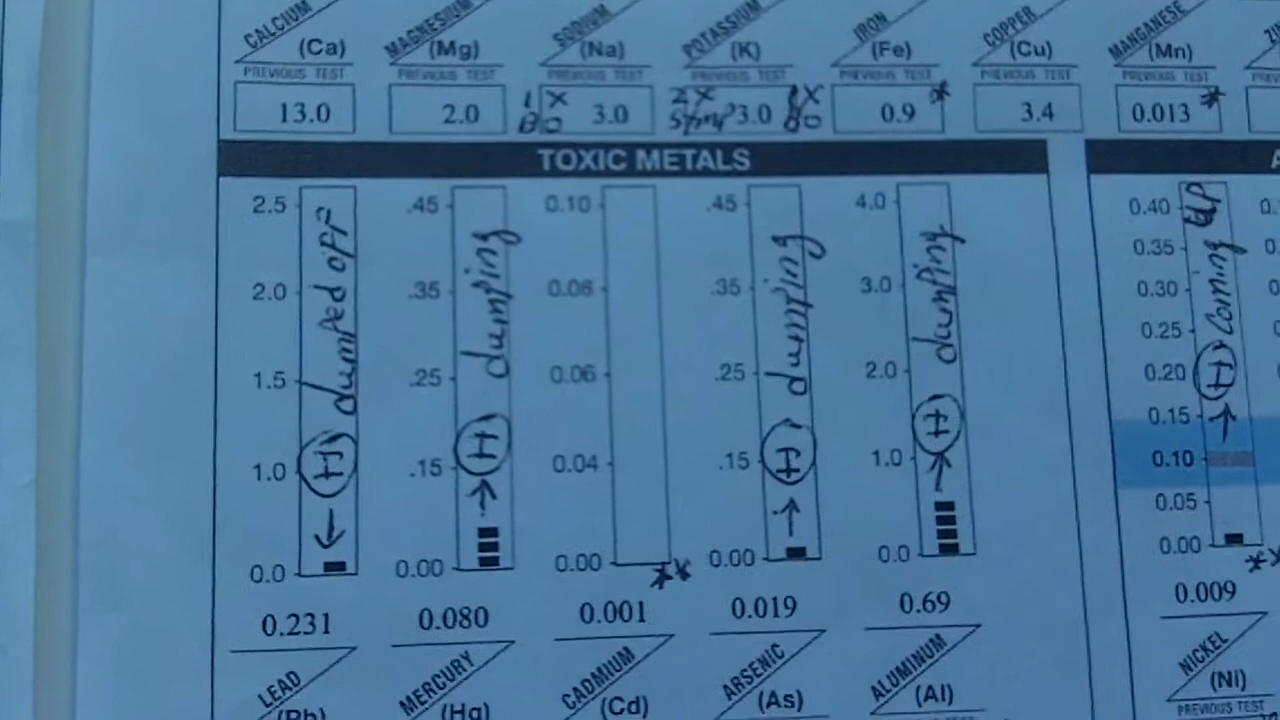 CALCIUM MAGNESIUM SODIUM POTASSIUM IRON COPPER MANGANESE
(Ca) (Mg) (Na) (K) (Fe) (Cu) (Mn)
PREVIOUS TEST PREVIOUS TEST PREVIOUS TEST PREVIOUS TEST PREVIOUS TEST PREVIOUS TEST PREVIOUS TEST
13.0 2.0 3.0 3.0 0.9 * 3.4 0.013 *
TOXIC METALS
2.5 .45 0.10 .45 4.0 0.40
0.35
2.0 .35 0.08 .35 3.0 0.30
0.25
1.5 .25 0.06 .25 2.0 0.20
0.15
1.0 .15 0.04 .15 1.0 0.10
0.05
0.0 0.00 0.00 0.00 0.0 0.00
(H) dumped off
(H) dumping
(H) dumping
(H) dumping
(H) Coming up
**
0.231 0.080 0.001 0.019 0.69 0.009
LEAD MERCURY CADMIUM ARSENIC ALUMINUM NICKEL
(Pb) (Hg) (Cd) (As) (Al) (Ni)
PREVIOUS TEST